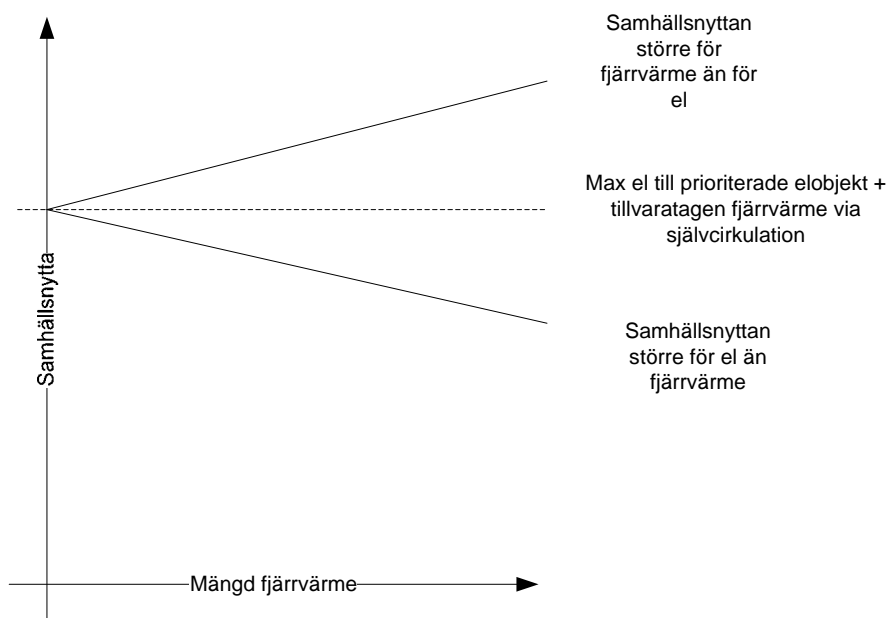 Samhällsnyttan
större för
fjärrvärme än för
el
Max el till prioriterade elobjekt +
tillvaratagen fjärrvärme via
självcirkulation
Samhällsnytta
Samhällsnyttan
större för el än
fjärrvärme
Mängd fjärrvärme